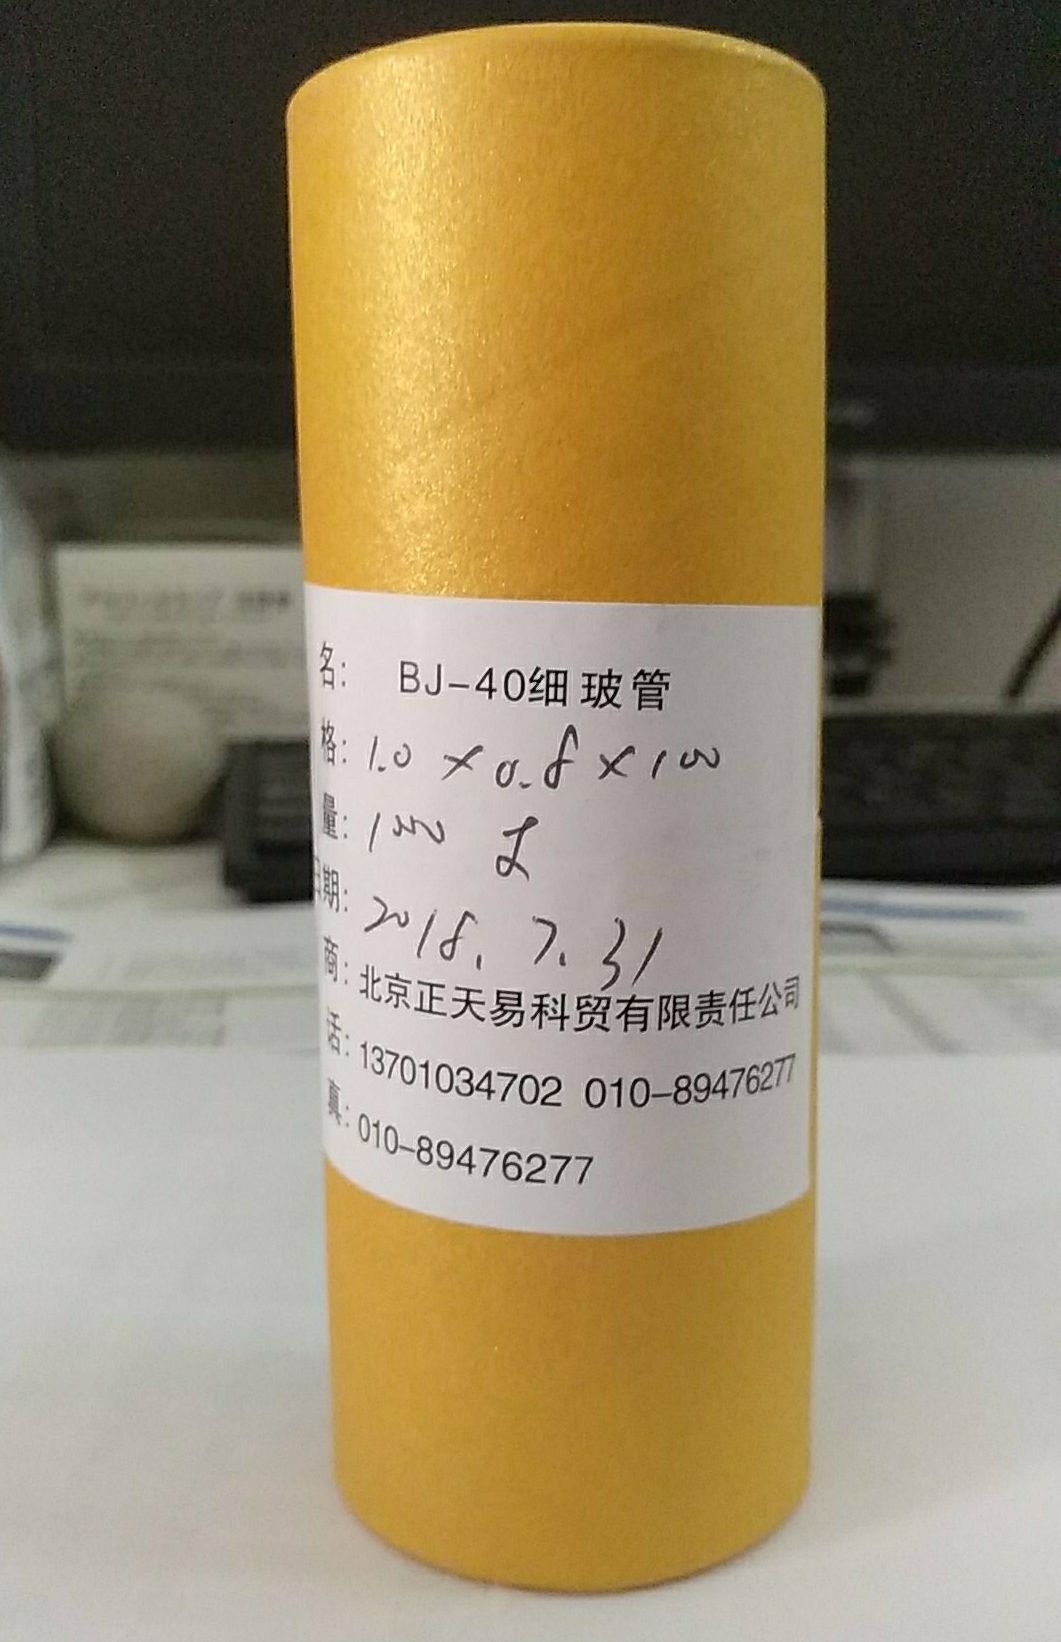 名: BJ-40细玻管
格: 1.0×0.8×100
量: 1000 支
日期: 2018.7.31
商: 北京正天易科贸有限责任公司
话: 13701034702 010-89476277
真: 010-89476277